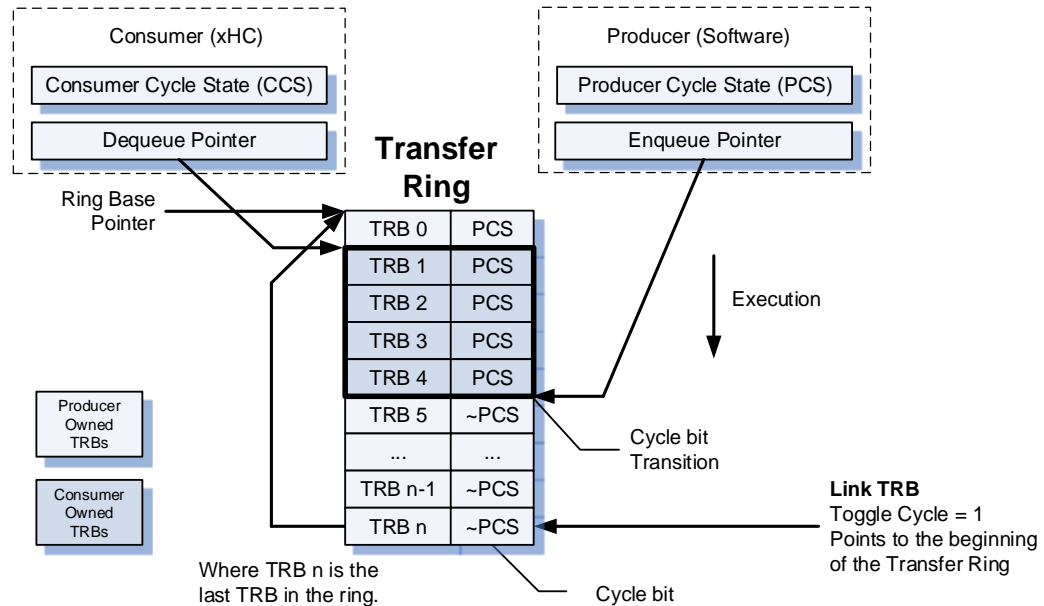 Consumer (xHC)
Consumer Cycle State (CCS)
Dequeue Pointer
Producer (Software)
Producer Cycle State (PCS)
Enqueue Pointer
Transfer
Ring
Ring Base
Pointer
TRB 0 PCS
TRB 1 PCS
TRB 2 PCS
TRB 3 PCS
TRB 4 PCS
TRB 5 ~PCS
... ...
TRB n-1 ~PCS
TRB n ~PCS
Execution
Producer
Owned
TRBs
Consumer
Owned
TRBs
Cycle bit
Transition
Link TRB
Toggle Cycle = 1
Points to the beginning
of the Transfer Ring
Where TRB n is the
last TRB in the ring.
Cycle bit